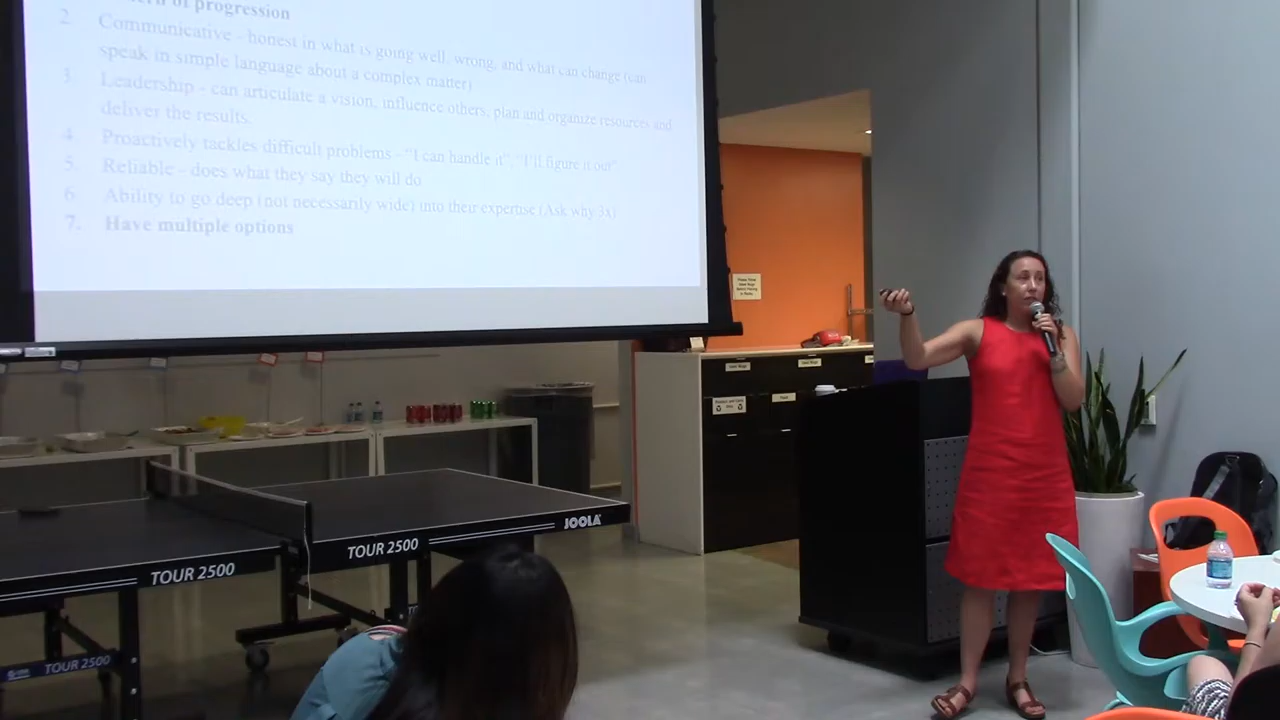 of progression
2. Communicative - honest in what is going well, wrong, and what can change (can
speak in simple language about a complex matter)
3. Leadership - can articulate a vision, influence others, plan and organize resources and
deliver the results.
4. Proactively tackles difficult problems - "I can handle it", "I'll figure it out"
5. Reliable - does what they say they will do
6. Ability to go deep (not necessarily wide) into their expertise (Ask why 3x)
7. Have multiple options
JOOLA
TOUR 2500
TOUR 2500
TOUR 2500